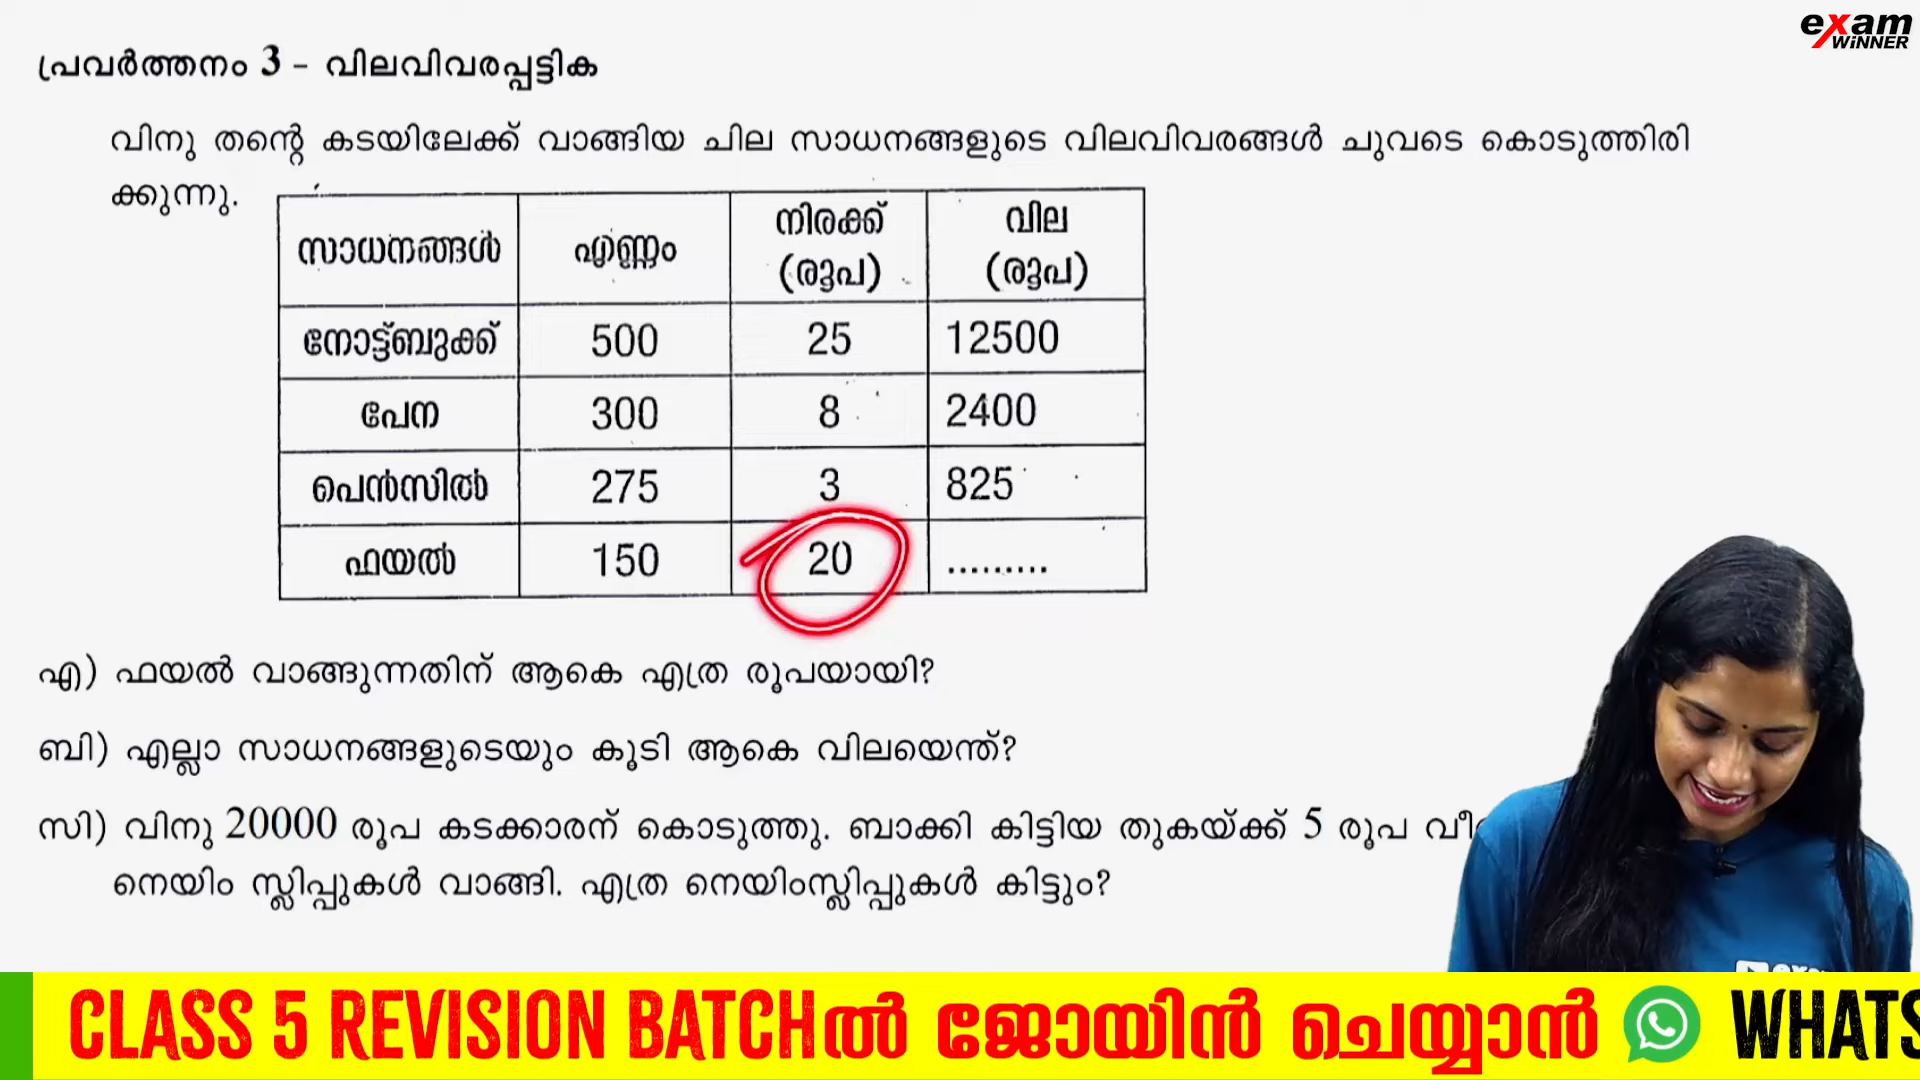 exam
WINNER
പ്രവർത്തനം 3 - വിലവിവരപ്പട്ടിക
വിനു തന്റെ കടയിലേക്ക് വാങ്ങിയ ചില സാധനങ്ങളുടെ വിലവിവരങ്ങൾ ചുവടെ കൊടുത്തിരി
ക്കുന്നു.
സാധനങ്ങൾ എണ്ണം നിരക്ക് (രൂപ) വില (രൂപ)
നോട്ട്ബുക്ക് 500 25 12500
പേന 300 8 2400
പെൻസിൽ 275 3 825
ഫയൽ 150 20 .........
എ) ഫയൽ വാങ്ങുന്നതിന് ആകെ എത്ര രൂപയായി?
ബി) എല്ലാ സാധനങ്ങളുടെയും കൂടി ആകെ വിലയെന്ത്?
സി) വിനു 20000 രൂപ കടക്കാരന് കൊടുത്തു. ബാക്കി കിട്ടിയ തുകയ്ക്ക് 5 രൂപ
നെയിം സ്ലിപ്പുകൾ വാങ്ങി. എത്ര നെയിംസ്ലിപ്പുകൾ കിട്ടും?
CLASS 5 REVISION BATCHൽ ജോയിൻ ചെയ്യാൻ WHATS